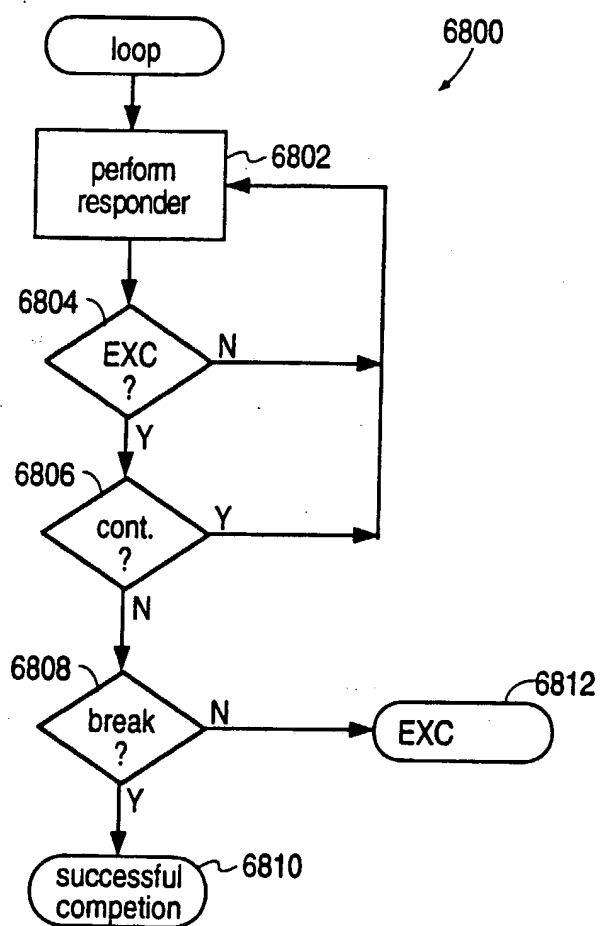 loop
6800
perform
responder
6802
6804
EXC
?
N
Y
6806
cont.
?
Y
N
6808
break
?
N
6812
EXC
Y
successful
competion
6810